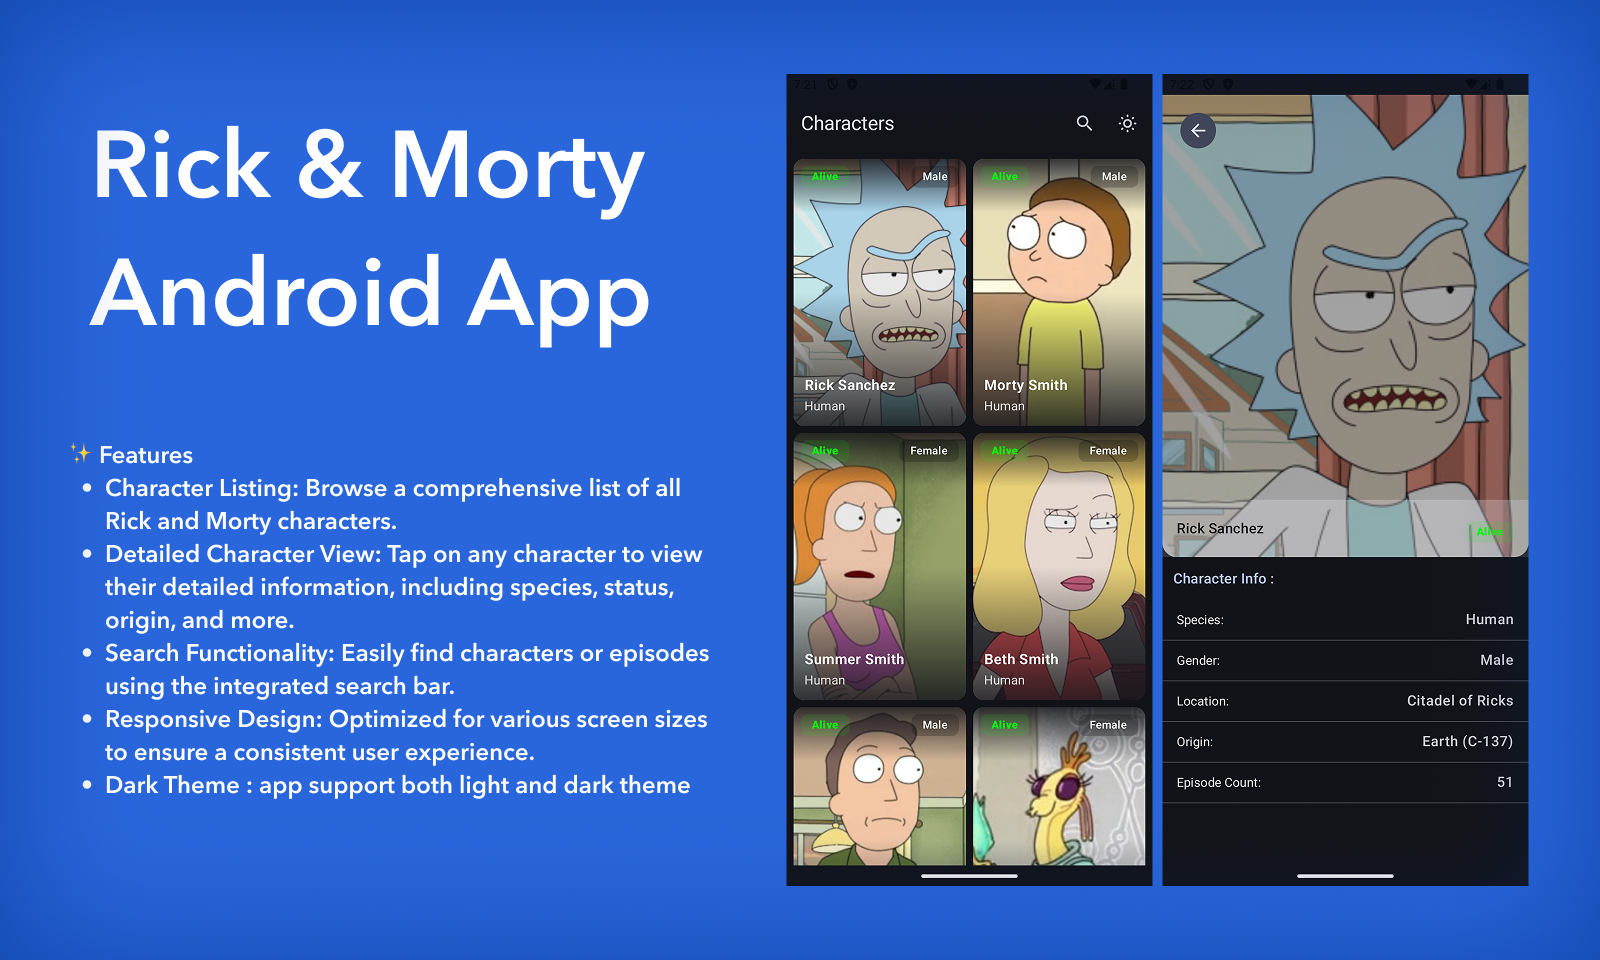 Rick & Morty
Android App
✨ Features
• Character Listing: Browse a comprehensive list of all
Rick and Morty characters.
• Detailed Character View: Tap on any character to view
their detailed information, including species, status,
origin, and more.
• Search Functionality: Easily find characters or episodes
using the integrated search bar.
• Responsive Design: Optimized for various screen sizes
to ensure a consistent user experience.
• Dark Theme : app support both light and dark theme
7:21
Characters
Alive Male
Rick Sanchez
Human
Alive Male
Morty Smith
Human
Alive Female
Summer Smith
Human
Alive Female
Beth Smith
Human
Alive Male
Alive Female
7:22
Rick Sanchez Alive
Character Info :
Species: Human
Gender: Male
Location: Citadel of Ricks
Origin: Earth (C-137)
Episode Count: 51